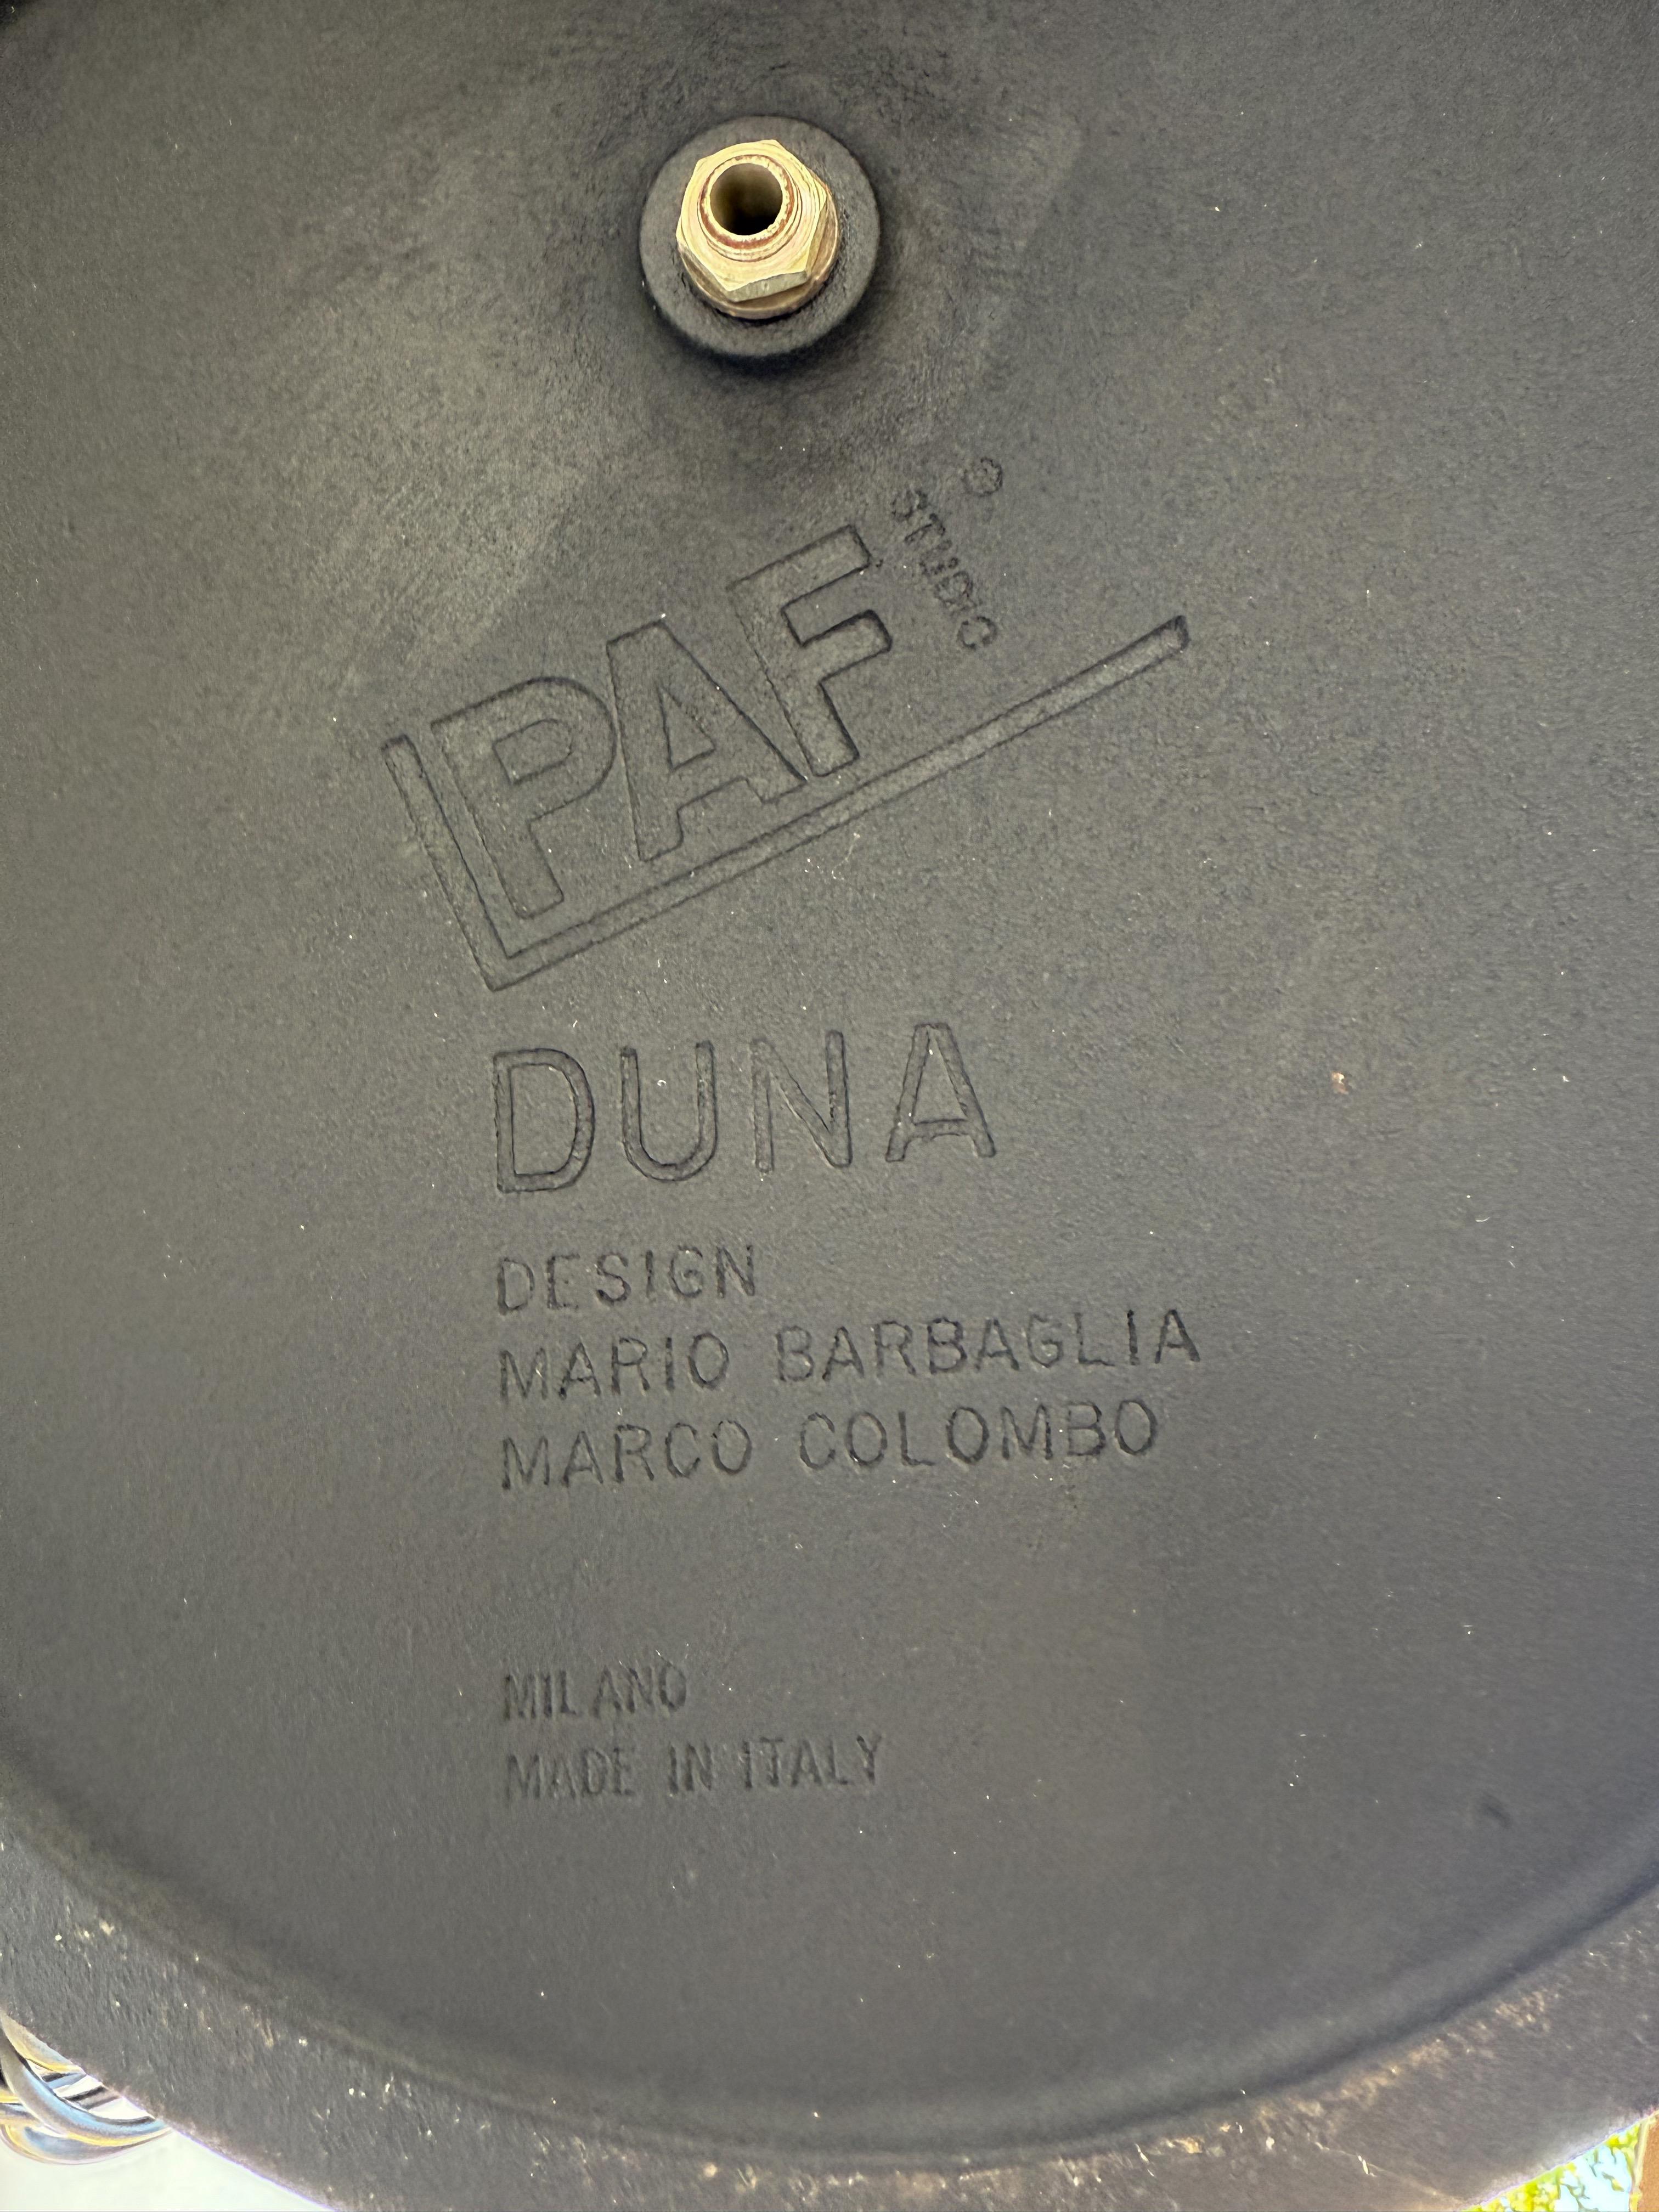 PAF STUDIO ®
DUNA
DESIGN
MARIO BARBAGLIA
MARCO COLOMBO
MILANO
MADE IN ITALY